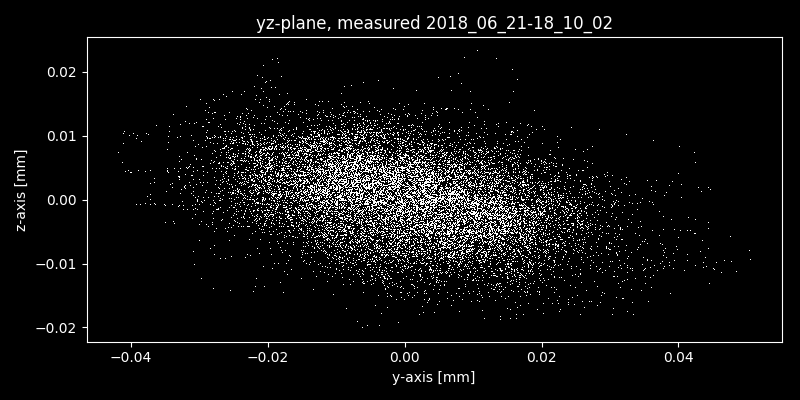 yz-plane, measured 2018_06_21-18_10_02
0.02
0.01
0.00
−0.01
−0.02
z-axis [mm]
−0.04 −0.02 0.00 0.02 0.04
y-axis [mm]